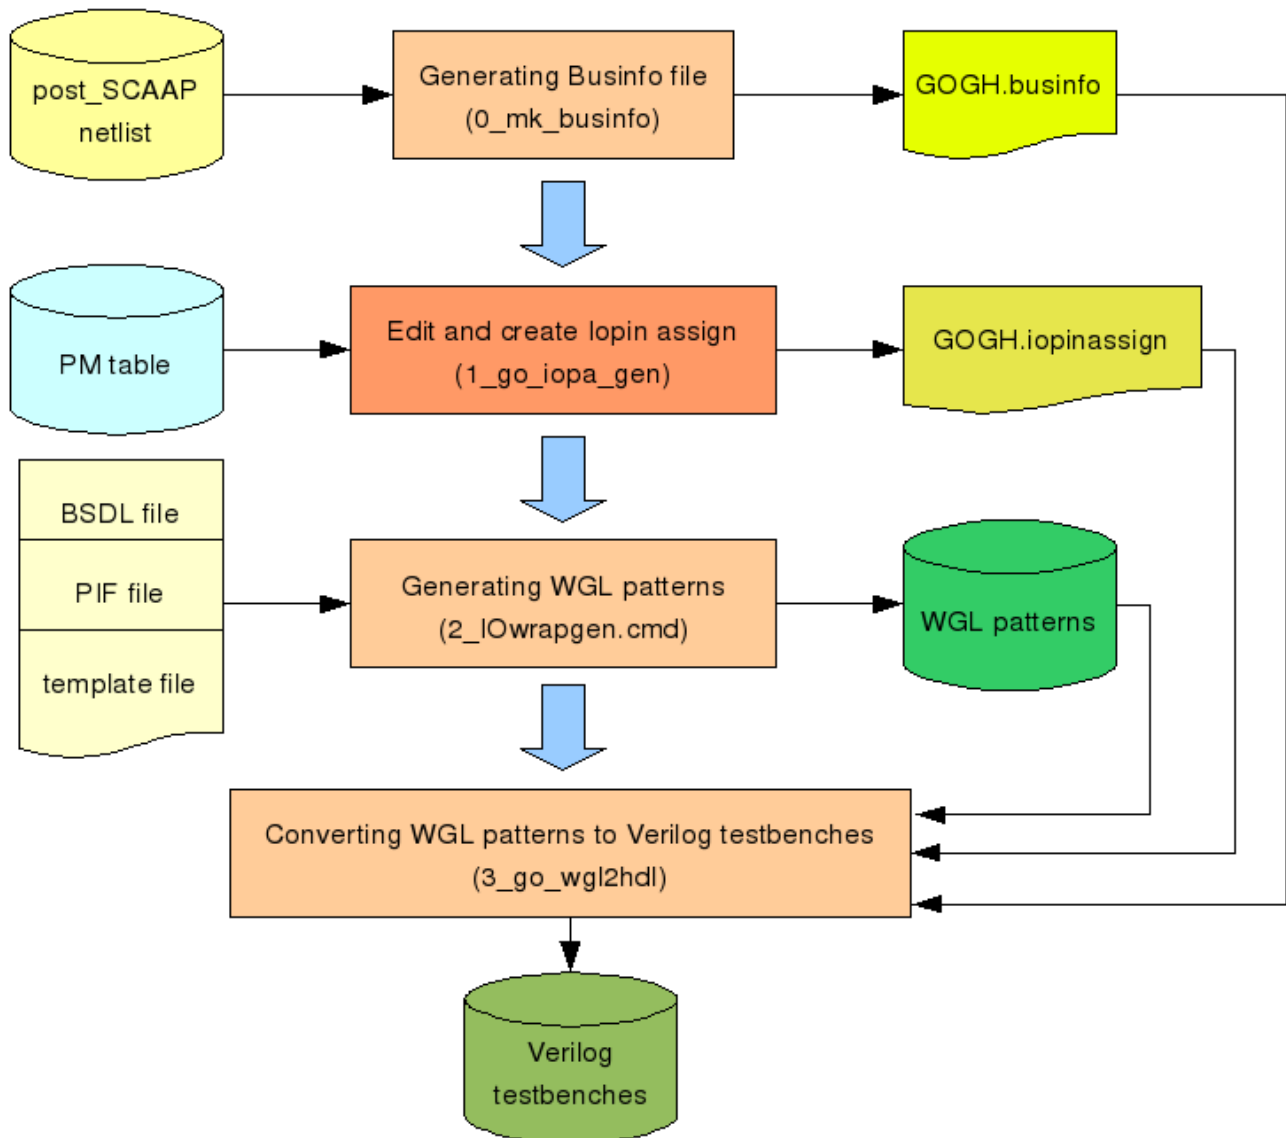 post_SCAAP
netlist
Generating Businfo file
(0_mk_businfo)
GOGH.businfo
PM table
Edit and create Iopin assign
(1_go_iopa_gen)
GOGH.iopinassign
BSDL file
PIF file
template file
Generating WGL patterns
(2_IOwrapgen.cmd)
WGL patterns
Converting WGL patterns to Verilog testbenches
(3_go_wgl2hdl)
Verilog
testbenches